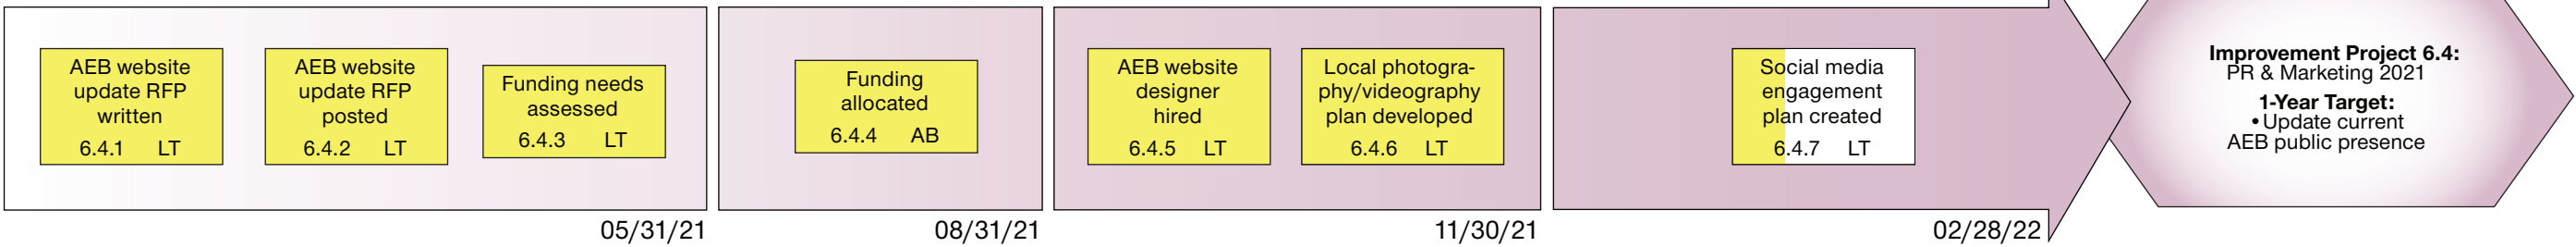 AEB website
update RFP
written
6.4.1 LT
AEB website
update RFP
posted
6.4.2 LT
Funding needs
assessed
6.4.3 LT
05/31/21
Funding
allocated
6.4.4 AB
08/31/21
AEB website
designer
hired
6.4.5 LT
Local photogra-
phy/videography
plan developed
6.4.6 LT
11/30/21
Social media
engagement
plan created
6.4.7 LT
02/28/22
Improvement Project 6.4:
PR & Marketing 2021
1-Year Target:
• Update current
AEB public presence